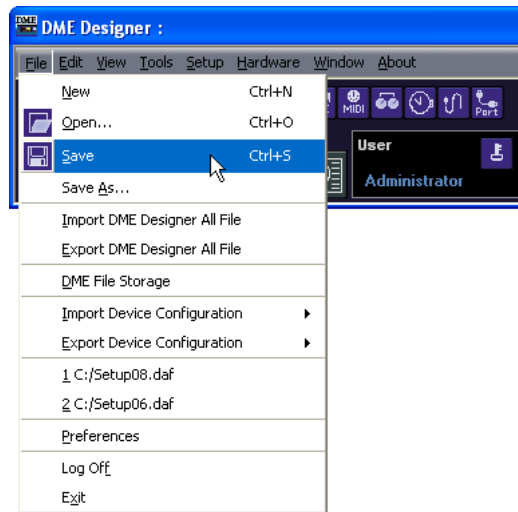 DME DME Designer :
File Edit View Tools Setup Hardware Window About
New Ctrl+N
MIDI Port
Open... Ctrl+O
Save Ctrl+S
User
Save As...
Administrator
Import DME Designer All File
Export DME Designer All File
DME File Storage
Import Device Configuration
Export Device Configuration
1 C:/Setup08.daf
2 C:/Setup06.daf
Preferences
Log Off
Exit